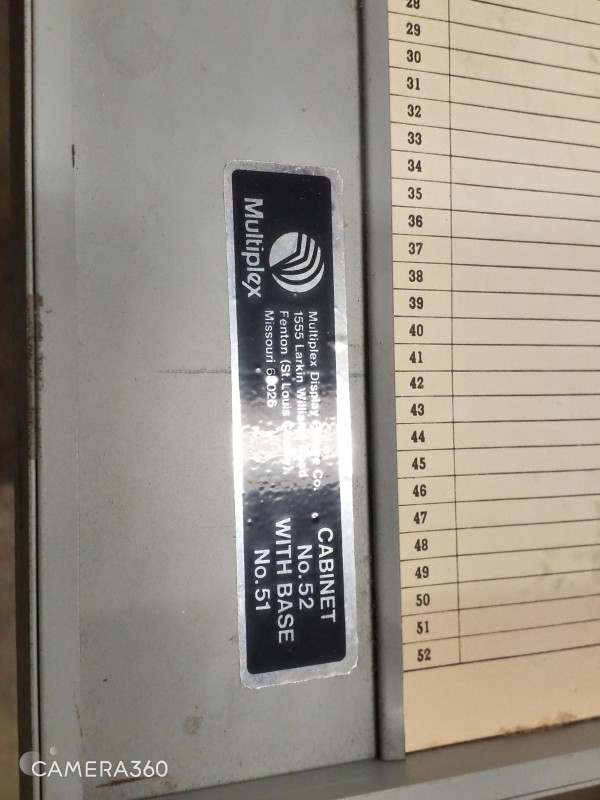 Multiplex
Multiplex Display Co.
1555 Larkin
Fenton (St. Louis
Missouri
CABINET
No. 52
WITH BASE
No. 51
28
29
30
31
32
33
34
35
36
37
38
39
40
41
42
43
44
45
46
47
48
49
50
51
52
CAMERA360